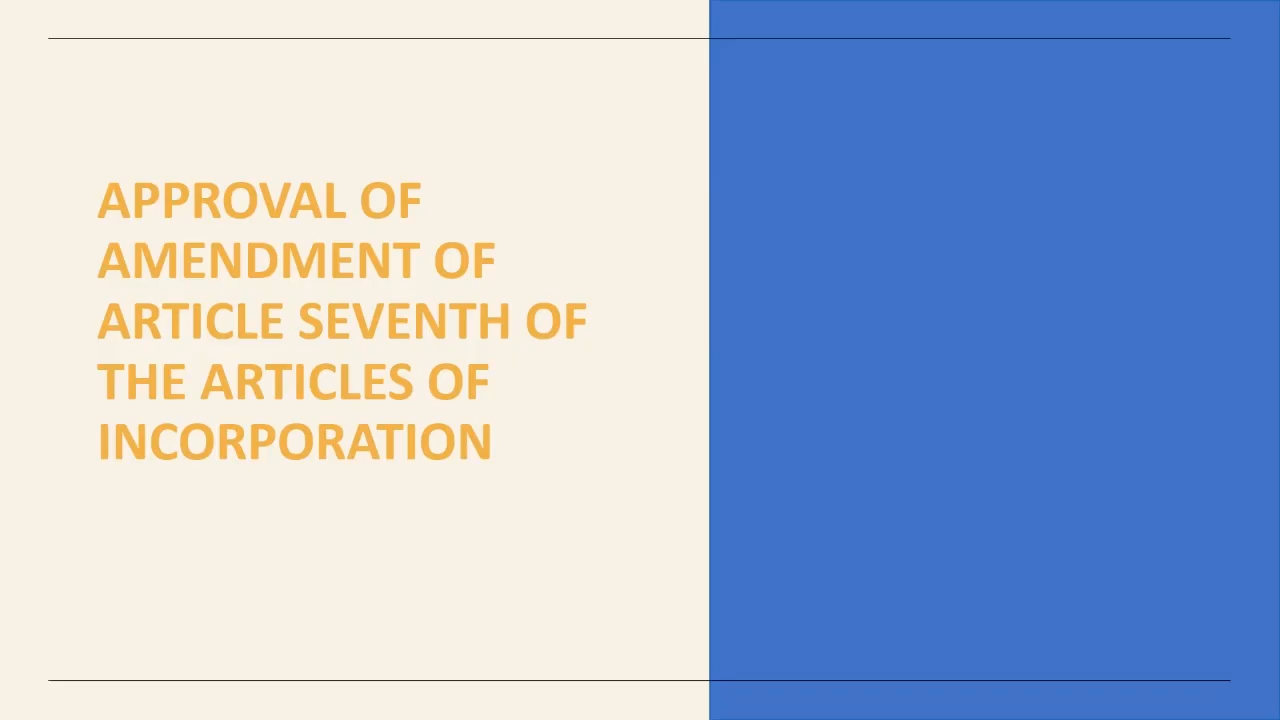 APPROVAL OF
AMENDMENT OF
ARTICLE SEVENTH OF
THE ARTICLES OF
INCORPORATION